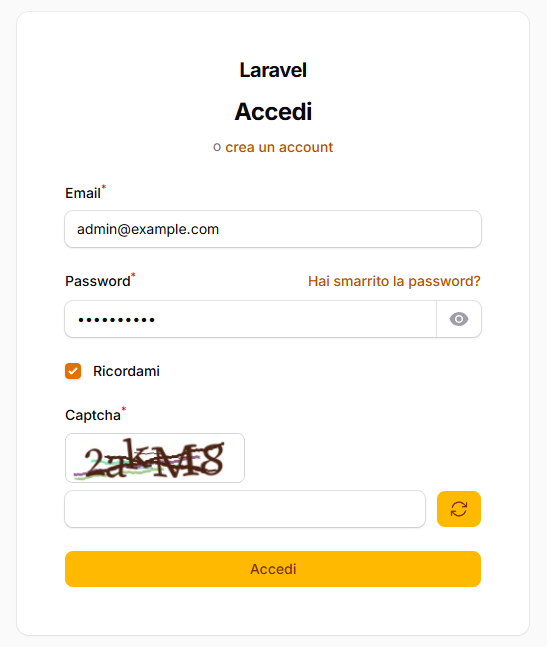 Laravel
Accedi
o crea un account
Email*
admin@example.com
Password* Hai smarrito la password?
••••••••••
Ricordami
Captcha*
2akM8
Accedi